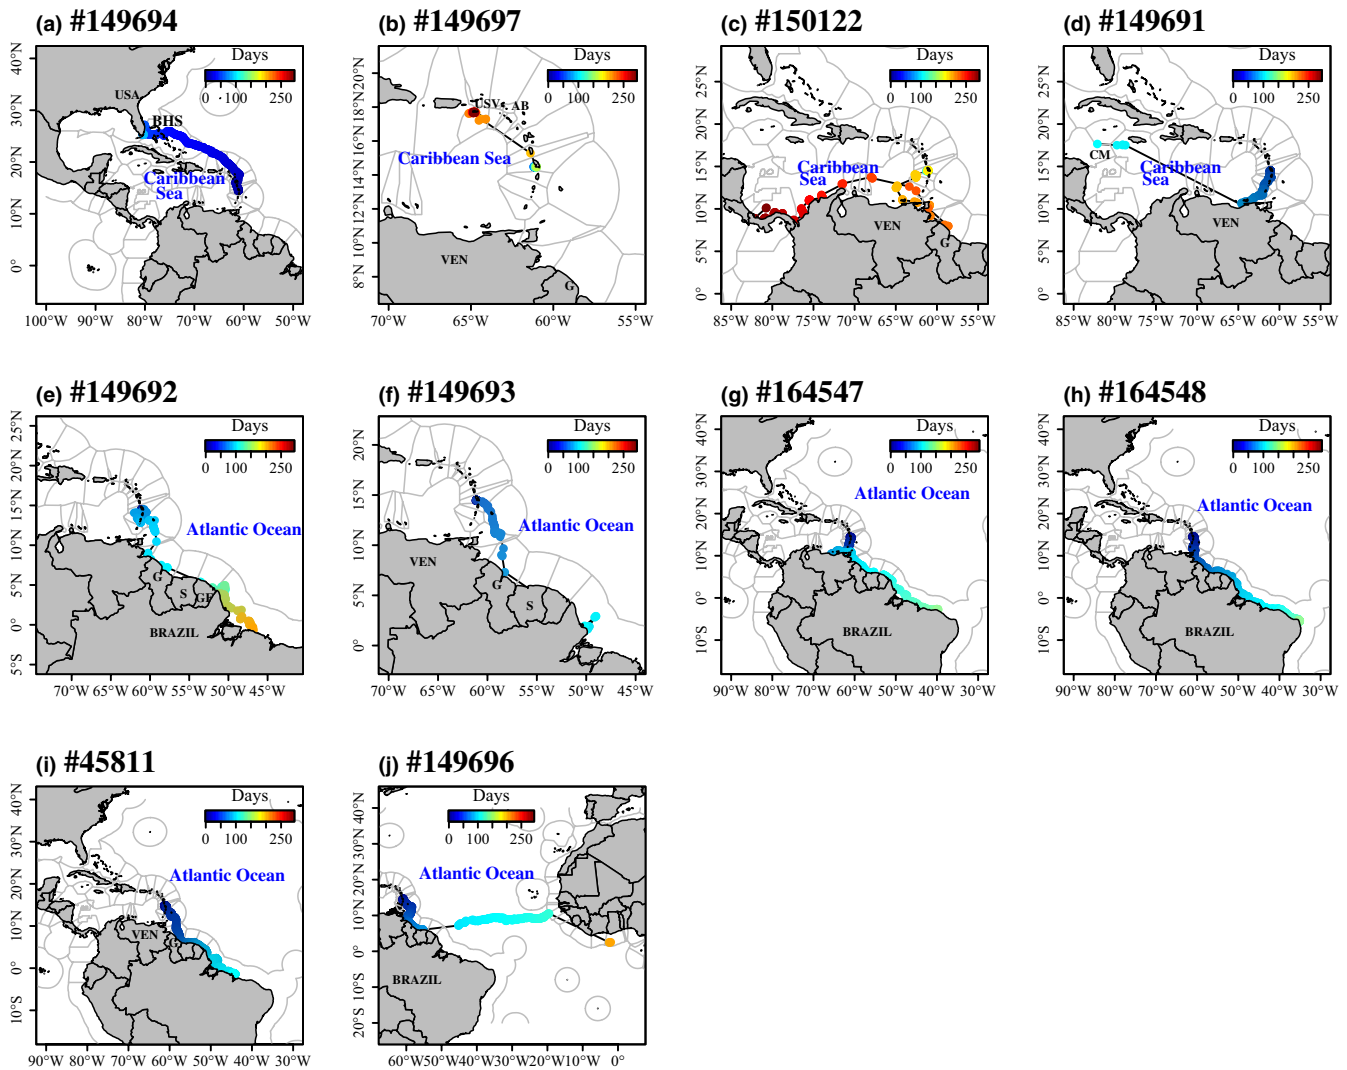 (a) #149694
Days
0 100 250
USA
BHS
Caribbean
Sea
40°N
30°N
20°N
10°N
0°
100°W 90°W 80°W 70°W 60°W 50°W
(b) #149697
Days
0 100 250
USV
AB
Caribbean Sea
VEN
G
20°N
18°N
16°N
14°N
12°N
10°N
8°N
70°W 65°W 60°W 55°W
(c) #150122
Days
0 100 250
Caribbean
Sea
VEN
G
25°N
20°N
15°N
10°N
5°N
0°
85°W 80°W 75°W 70°W 65°W 60°W 55°W
(d) #149691
Days
0 100 250
CM
Caribbean
Sea
VEN
25°N
20°N
15°N
10°N
5°N
0°
85°W 80°W 75°W 70°W 65°W 60°W 55°W
(e) #149692
Days
0 100 250
Atlantic Ocean
G
S
GF
BRAZIL
25°N
20°N
15°N
10°N
5°N
0°
5°S
70°W 65°W 60°W 55°W 50°W 45°W
(f) #149693
Days
0 100 250
Atlantic Ocean
VEN
G
S
20°N
15°N
10°N
5°N
0°
70°W 65°W 60°W 55°W 50°W 45°W
(g) #164547
Days
0 100 250
Atlantic Ocean
BRAZIL
40°N
30°N
20°N
10°N
0°
10°S
90°W 80°W 70°W 60°W 50°W 40°W 30°W
(h) #164548
Days
0 100 250
Atlantic Ocean
BRAZIL
40°N
30°N
20°N
10°N
0°
10°S
90°W 80°W 70°W 60°W 50°W 40°W 30°W
(i) #45811
Days
0 100 250
Atlantic Ocean
VEN
G
40°N
30°N
20°N
10°N
0°
10°S
90°W 80°W 70°W 60°W 50°W 40°W 30°W
(j) #149696
Days
0 100 250
Atlantic Ocean
BRAZIL
40°N
30°N
20°N
10°N
0°
10°S
20°S
60°W 50°W 40°W 30°W 20°W 10°W 0°